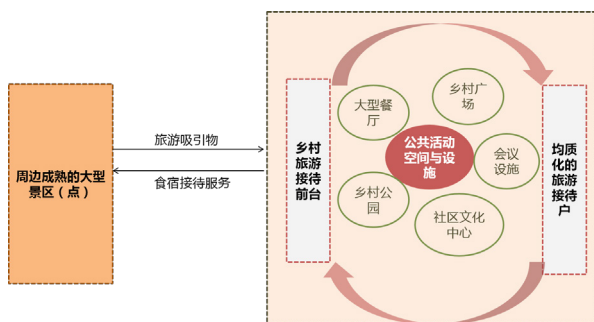 周边成熟的大型
景区（点）
旅游吸引物
食宿接待服务
乡村
旅游
接待
前台
大型餐
厅
乡村广
场
公共活动
空间与设
施
会议
设施
乡村公
园
社区文化
中心
均质
化的
旅游
接待
户